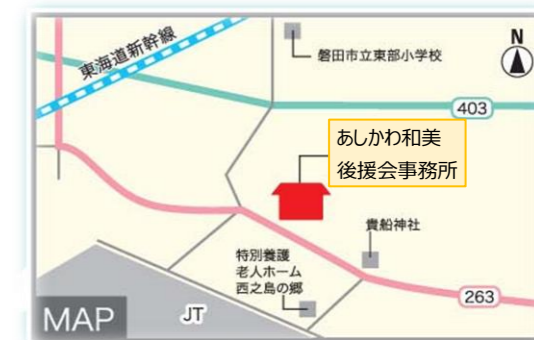 東海道新幹線
磐田市立東部小学校
N
403
あしかわ和美
後援会事務所
貴船神社
特別養護
老人ホーム
西之島の郷
263
MAP
JT